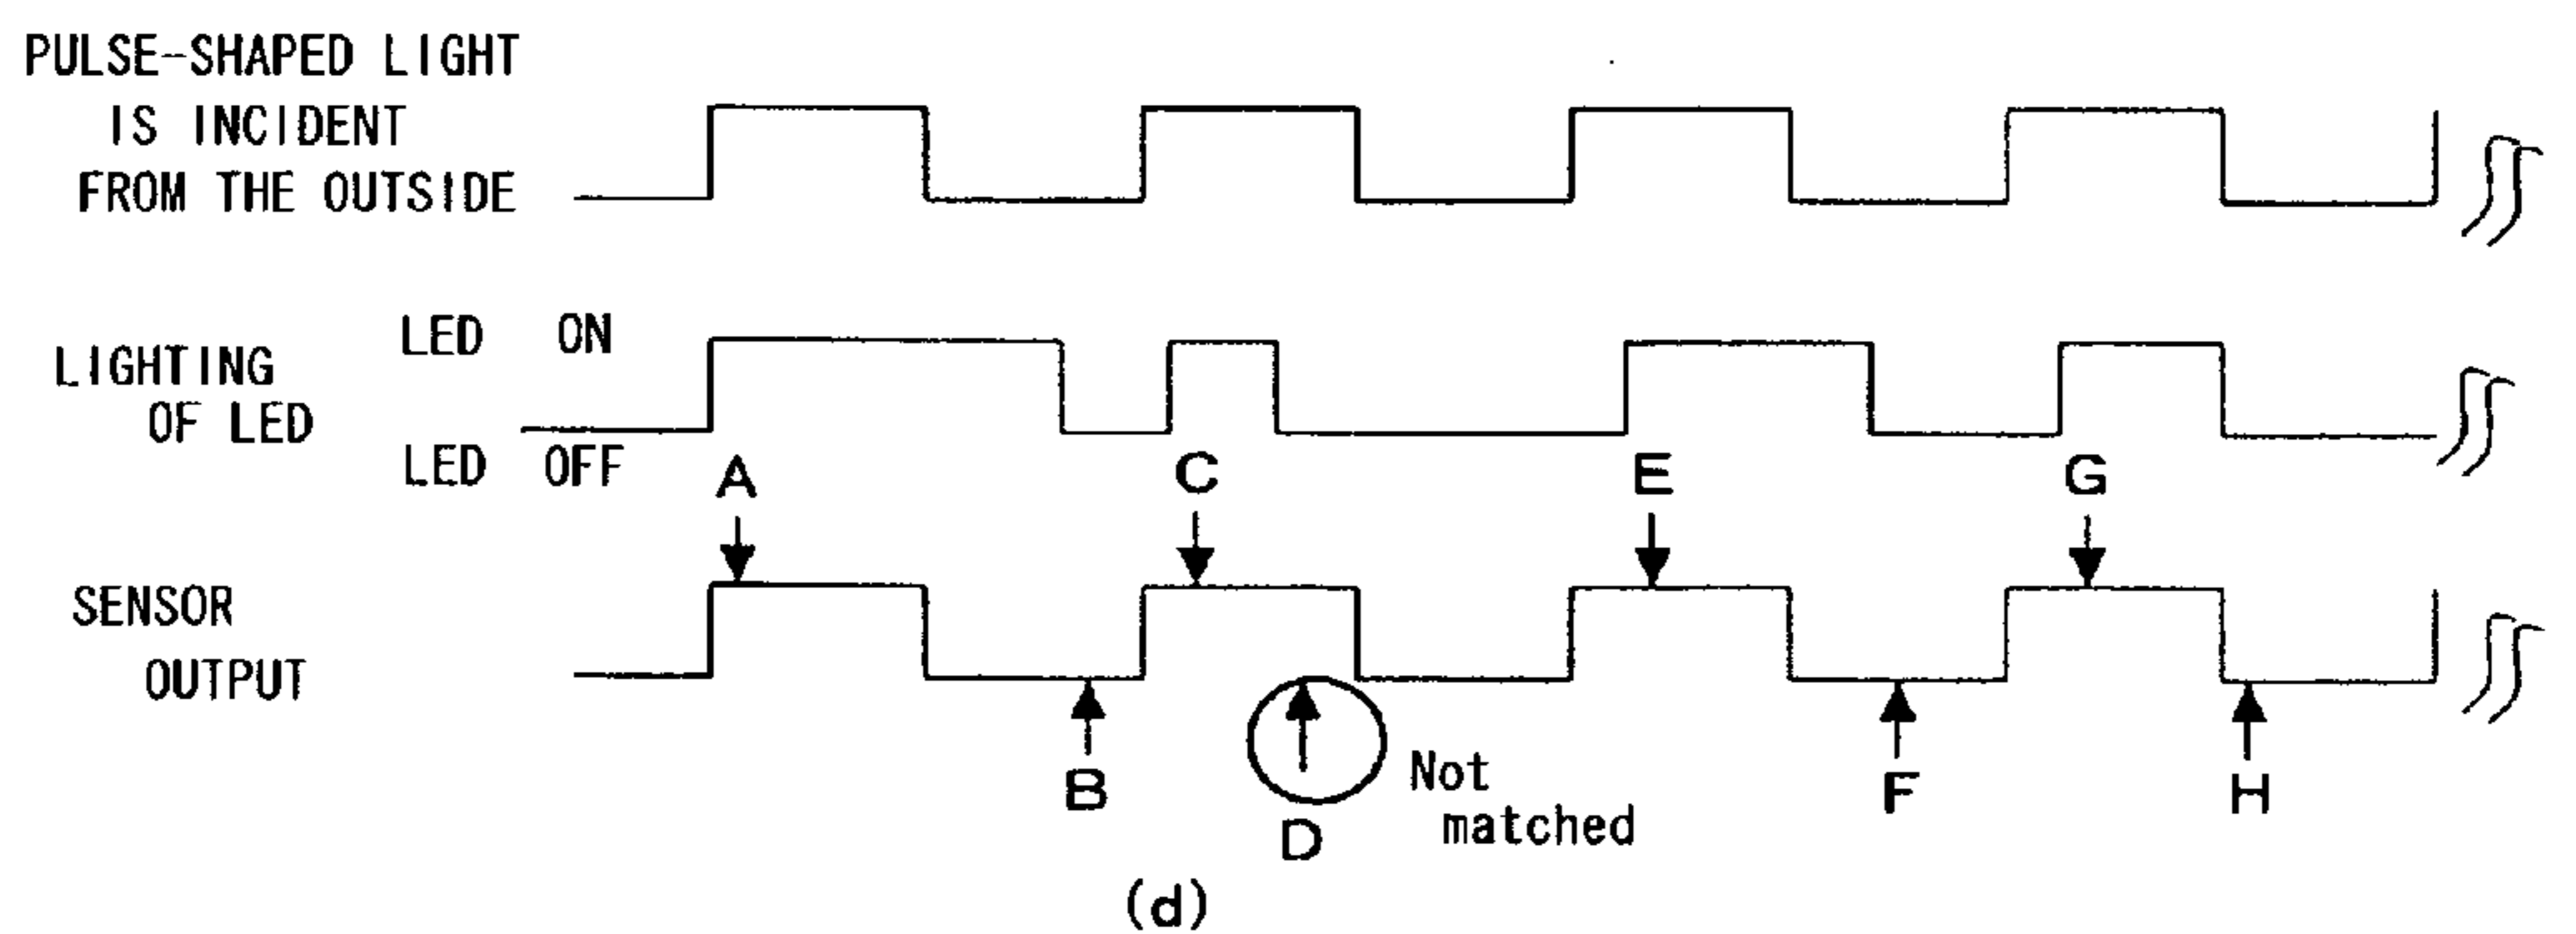 PULSE-SHAPED LIGHT
IS INCIDENT
FROM THE OUTSIDE
LED ON
LIGHTING
OF LED
LED OFF
A
C
E
G
SENSOR
OUTPUT
B
D
Not
matched
F
H
(d)